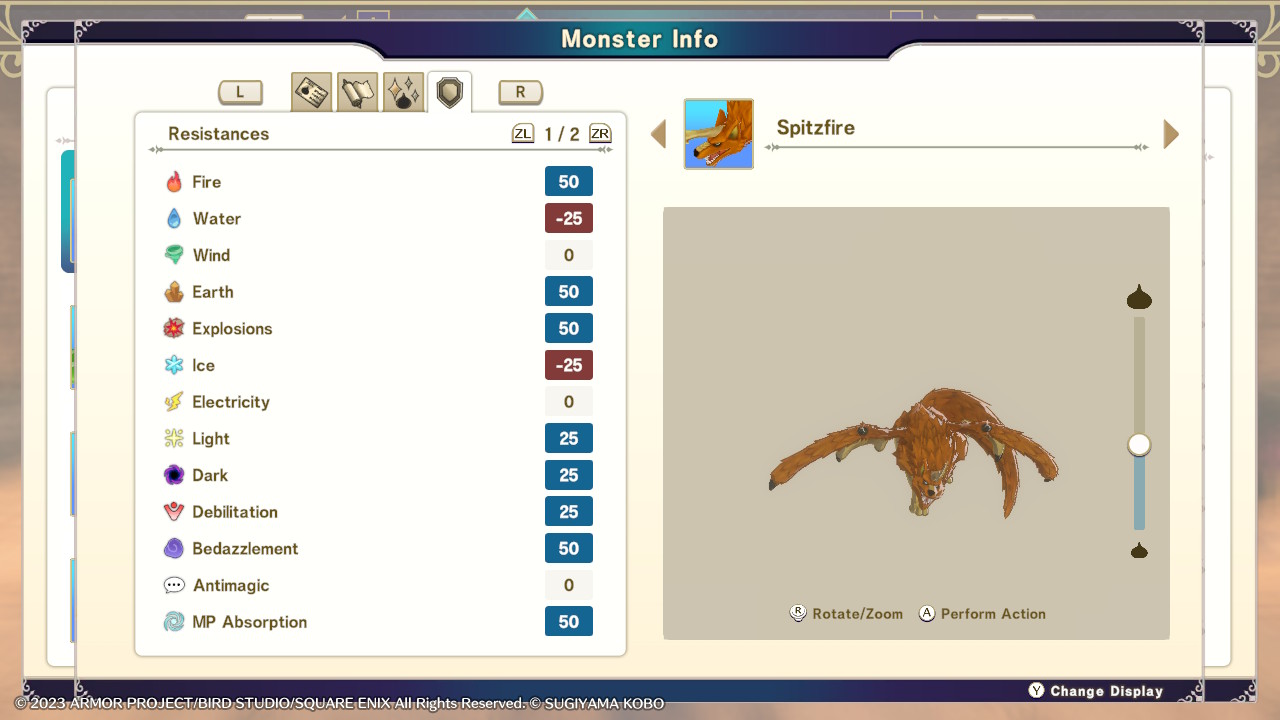 Monster Info
L
R
Resistances
ZL 1 / 2 ZR
Fire 50
Water -25
Wind 0
Earth 50
Explosions 50
Ice -25
Electricity 0
Light 25
Dark 25
Debilitation 25
Bedazzlement 50
Antimagic 0
MP Absorption 50
Spitzfire
R Rotate/Zoom A Perform Action
Y Change Display
© 2023 ARMOR PROJECT/BIRD STUDIO/SQUARE ENIX All Rights Reserved. © SUGIYAMA KOBO